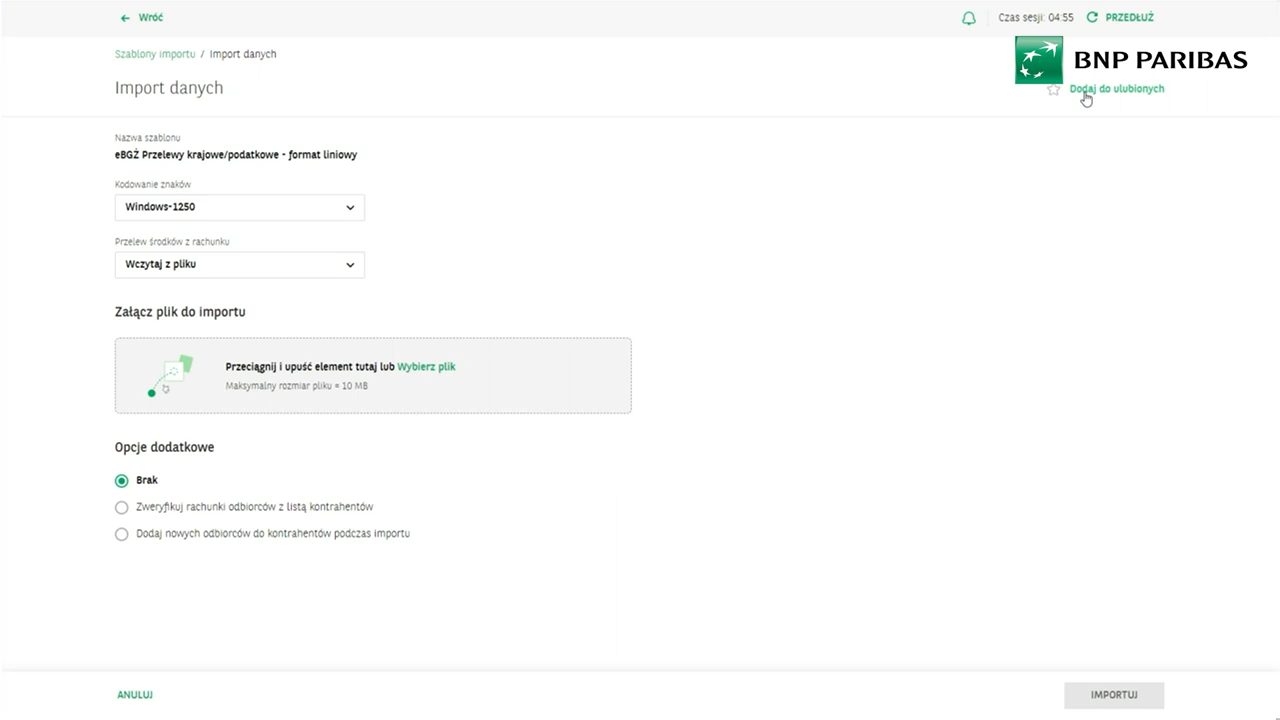 Wróć
Czas sesji: 04:55 PRZEDŁUŻ
Szablony importu / Import danych
BNP PARIBAS
Import danych
Dodaj do ulubionych
Nazwa szablonu
eBGŻ Przelewy krajowe/podatkowe - format liniowy
Kodowanie znaków
Windows-1250
Przelew środków z rachunku
Wczytaj z pliku
Załącz plik do importu
Przeciągnij i upuść element tutaj lub Wybierz plik
Maksymalny rozmiar pliku = 10 MB
Opcje dodatkowe
Brak
Zweryfikuj rachunki odbiorców z listą kontrahentów
Dodaj nowych odbiorców do kontrahentów podczas importu
ANULUJ
IMPORTUJ